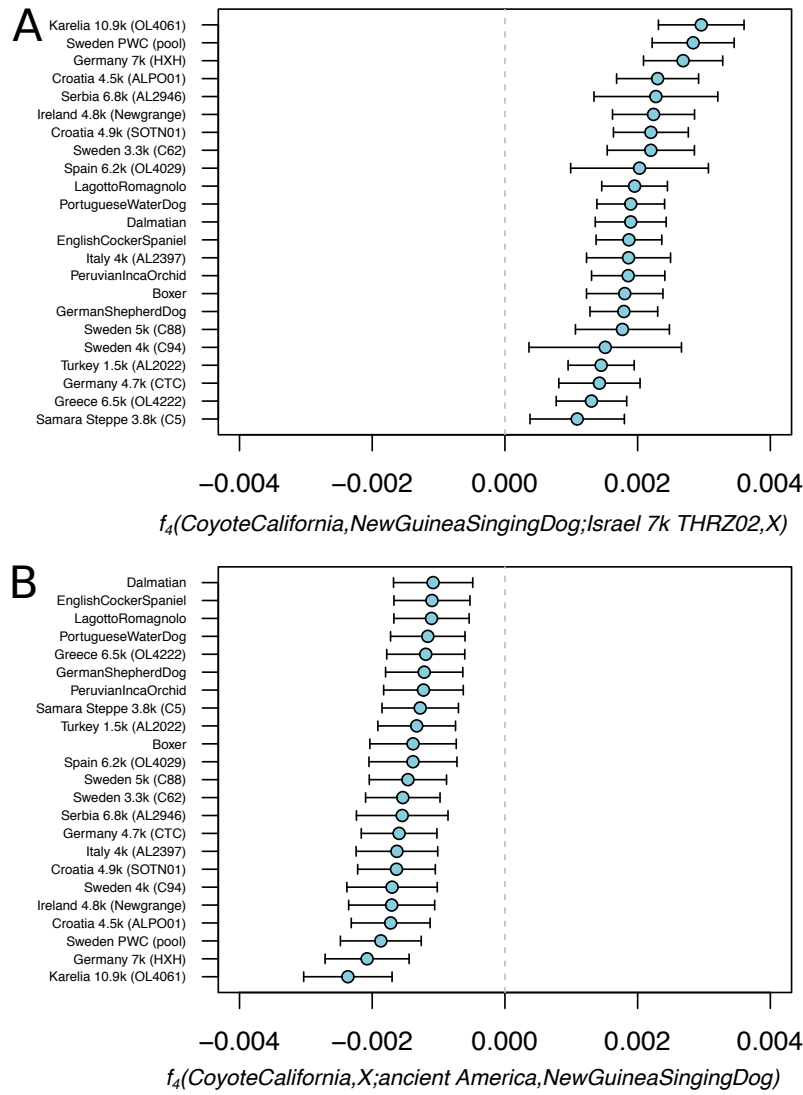 A
Karelia 10.9k (OL4061)
Sweden PWC (pool)
Germany 7k (HXH)
Croatia 4.5k (ALPO01)
Serbia 6.8k (AL2946)
Ireland 4.8k (Newgrange)
Croatia 4.9k (SOTN01)
Sweden 3.3k (C62)
Spain 6.2k (OL4029)
LagottoRomagnolo
PortugueseWaterDog
Dalmatian
EnglishCockerSpaniel
Italy 4k (AL2397)
PeruvianIncaOrchid
Boxer
GermanShepherdDog
Sweden 5k (C88)
Sweden 4k (C94)
Turkey 1.5k (AL2022)
Germany 4.7k (CTC)
Greece 6.5k (OL4222)
Samara Steppe 3.8k (C5)
−0.004 −0.002 0.000 0.002 0.004
f4(CoyoteCalifornia,NewGuineaSingingDog;Israel 7k THRZ02,X)
B
Dalmatian
EnglishCockerSpaniel
LagottoRomagnolo
PortugueseWaterDog
Greece 6.5k (OL4222)
GermanShepherdDog
PeruvianIncaOrchid
Samara Steppe 3.8k (C5)
Turkey 1.5k (AL2022)
Boxer
Spain 6.2k (OL4029)
Sweden 5k (C88)
Sweden 3.3k (C62)
Serbia 6.8k (AL2946)
Germany 4.7k (CTC)
Italy 4k (AL2397)
Croatia 4.9k (SOTN01)
Sweden 4k (C94)
Ireland 4.8k (Newgrange)
Croatia 4.5k (ALPO01)
Sweden PWC (pool)
Germany 7k (HXH)
Karelia 10.9k (OL4061)
−0.004 −0.002 0.000 0.002 0.004
f4(CoyoteCalifornia,X;ancient America,NewGuineaSingingDog)